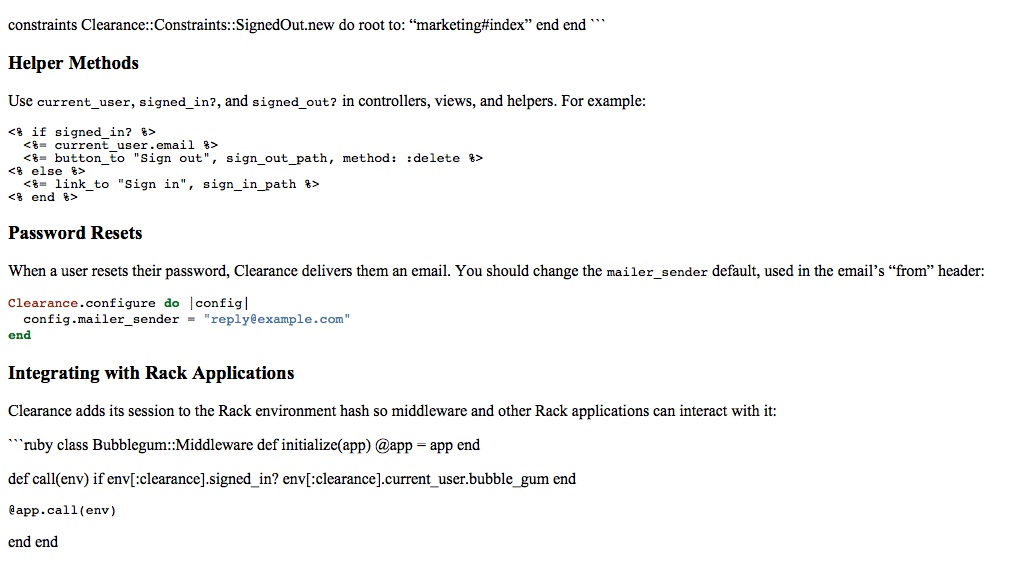 constraints Clearance::Constraints::SignedOut.new do root to: “marketing#index” end end ```
Helper Methods
Use current_user, signed_in?, and signed_out? in controllers, views, and helpers. For example:
<% if signed_in? %>
  <%= current_user.email %>
  <%= button_to "Sign out", sign_out_path, method: :delete %>
<% else %>
  <%= link_to "Sign in", sign_in_path %>
<% end %>
Password Resets
When a user resets their password, Clearance delivers them an email. You should change the mailer_sender default, used in the email’s “from” header:
Clearance.configure do |config|
  config.mailer_sender = "reply@example.com"
end
Integrating with Rack Applications
Clearance adds its session to the Rack environment hash so middleware and other Rack applications can interact with it:
```ruby class Bubblegum::Middleware def initialize(app) @app = app end
def call(env) if env[:clearance].signed_in? env[:clearance].current_user.bubble_gum end
@app.call(env)
end end